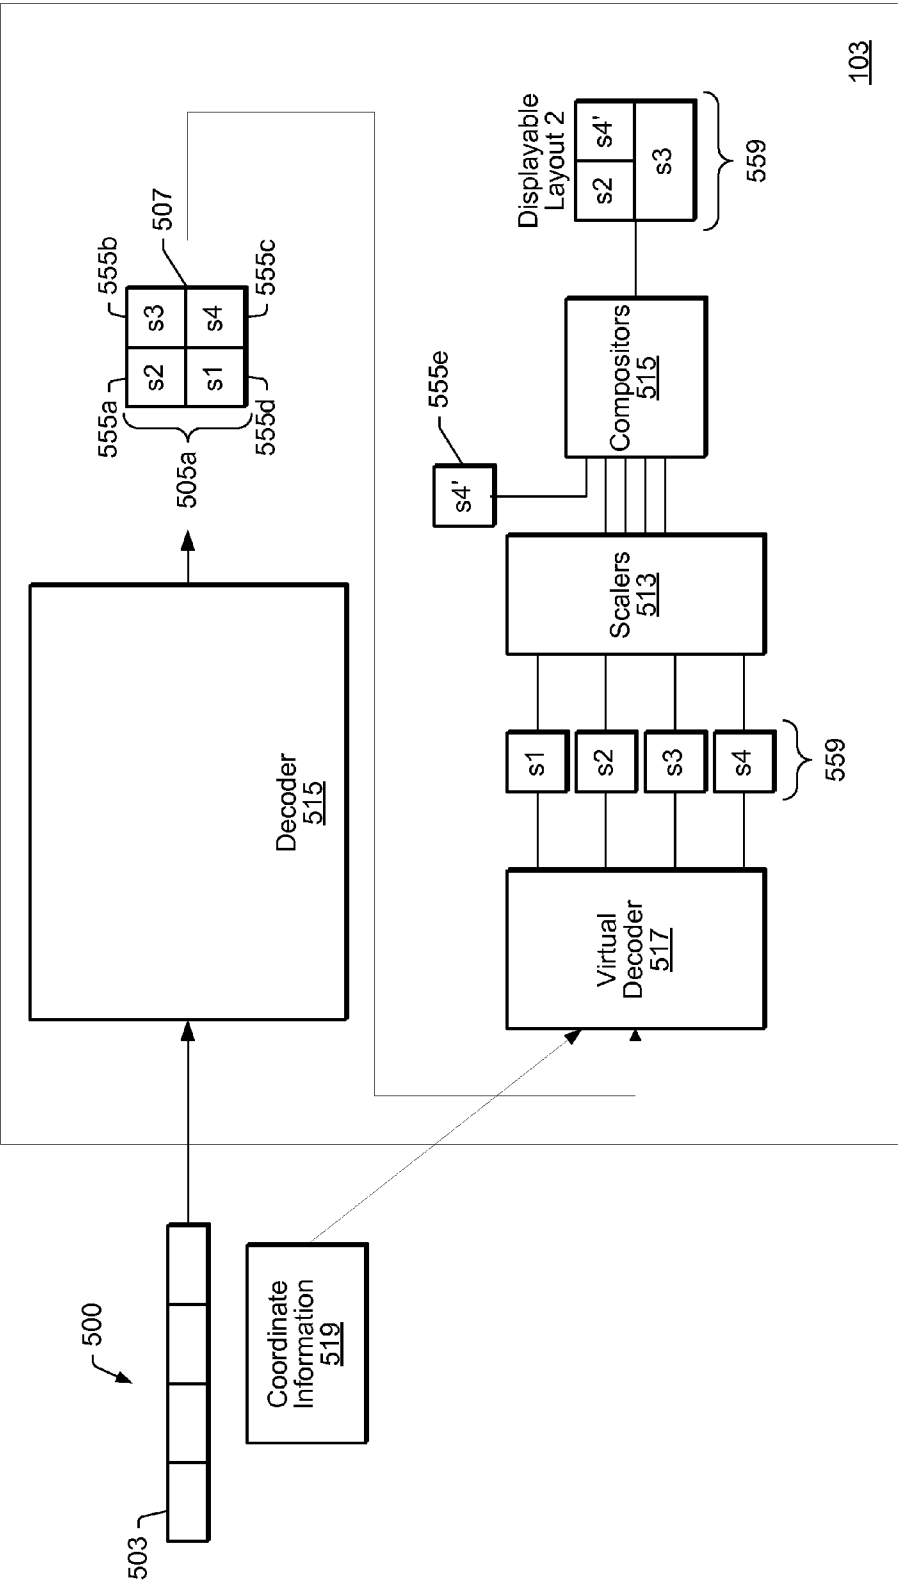 503
500
Coordinate
Information
519
Decoder
515
505a
555a
555b
s2
s3
s1
s4
507
555d
555c
Virtual
Decoder
517
s1
s2
s3
s4
559
Scalers
513
s4'
555e
Compositors
515
Displayable
Layout 2
s2
s4'
s3
559
103